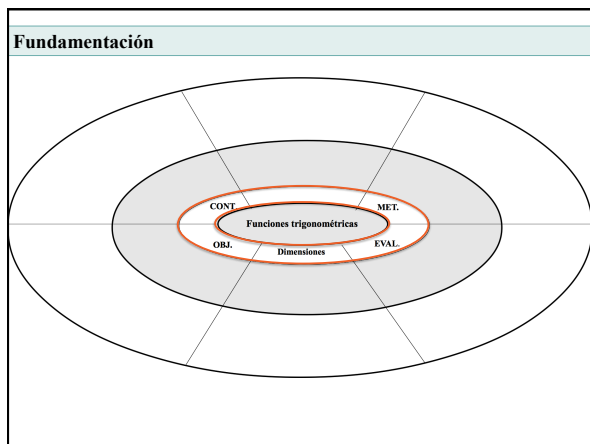 Fundamentación
CONT.
MET.
Funciones trigonométricas
OBJ.
EVAL.
Dimensiones